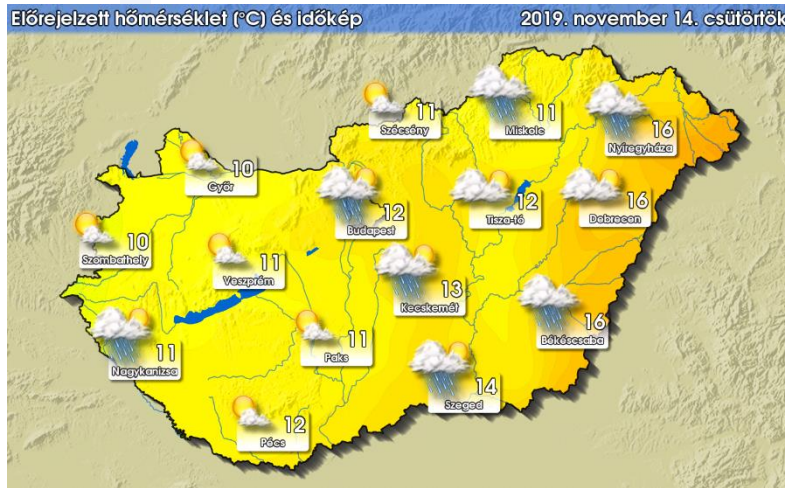 Előrejelzett hőmérséklet (°C) és időkép
2019. november 14. csütörtök
11
Szécsény
11
Miskolc
16
Nyíregyháza
10
Győr
12
Budapest
12
Tisza-tó
16
Debrecen
10
Szombathely
11
Veszprém
13
Kecskemét
16
Békéscsaba
11
Nagykanizsa
11
Paks
14
Szeged
12
Pécs